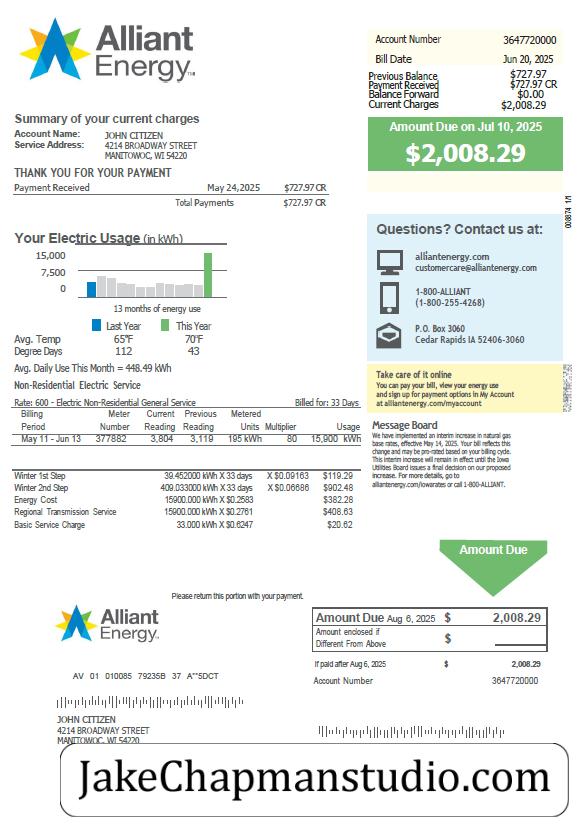 Alliant
Energy™
Account Number 3647720000
Bill Date Jun 20, 2025
Previous Balance $727.97
Payment Received $727.97 CR
Balance Forward $0.00
Current Charges $2,008.29
Amount Due on Jul 10, 2025
$2,008.29
Summary of your current charges
Account Name: JOHN CITIZEN
Service Address: 4214 BROADWAY STREET
MANITOWOC, WI 54220
THANK YOU FOR YOUR PAYMENT
Payment Received May 24,2025 $727.97 CR
Total Payments $727.97 CR
008874 1/1
Your Electric Usage (in kWh)
15,000
7,500
0
13 months of energy use
Last Year This Year
Avg. Temp 65°F 70°F
Degree Days 112 43
Avg. Daily Use This Month = 448.49 kWh
Non-Residential Electric Service
Questions? Contact us at:
alliantenergy.com
customercare@alliantenergy.com
1-800-ALLIANT
(1-800-255-4268)
P.O. Box 3060
Cedar Rapids IA 52406-3060
Take care of it online
You can pay your bill, view your energy use
and sign up for payment options in My Account
at alliantenergy.com/myaccount
Rate: 600 - Electric Non-Residential General Service Billed for: 33 Days
Billing Meter Current Previous Metered
Period Number Reading Reading Units Multiplier Usage
May 11 - Jun 13 377882 3,804 3,119 195 kWh 80 15,900 kWh
Winter 1st Step 39.452000 kWh X 33 days X $0.09163 $119.29
Winter 2nd Step 409.033000 kWh X 33 days X $0.06686 $902.48
Energy Cost 15900.000 kWh X $0.2583 $382.28
Regional Transmission Service 15900.000 kWh X $0.2761 $408.63
Basic Service Charge 33.000 kWh X $0.6247 $20.62
Message Board
We have implemented an interim increase in natural gas
base rates, effective May 14, 2025. Your bill reflects this
change and may be pro-rated based on your billing cycle.
This interim increase will remain in effect until the Iowa
Utilities Board issues a final decision on our proposed
increase. For more details, go to
alliantenergy.com/iowarates or call 1-800-ALLIANT.
Amount Due
Please return this portion with your payment.
Alliant
Energy™
Amount Due Aug 6, 2025 $ 2,008.29
Amount enclosed if
Different From Above $
If paid after Aug 6, 2025 $ 2,008.29
Account Number 3647720000
AV 01 010085 79235B 37 A**5DCT
JOHN CITIZEN
4214 BROADWAY STREET
MANITOWOC, WI 54220
JakeChapmanstudio.com